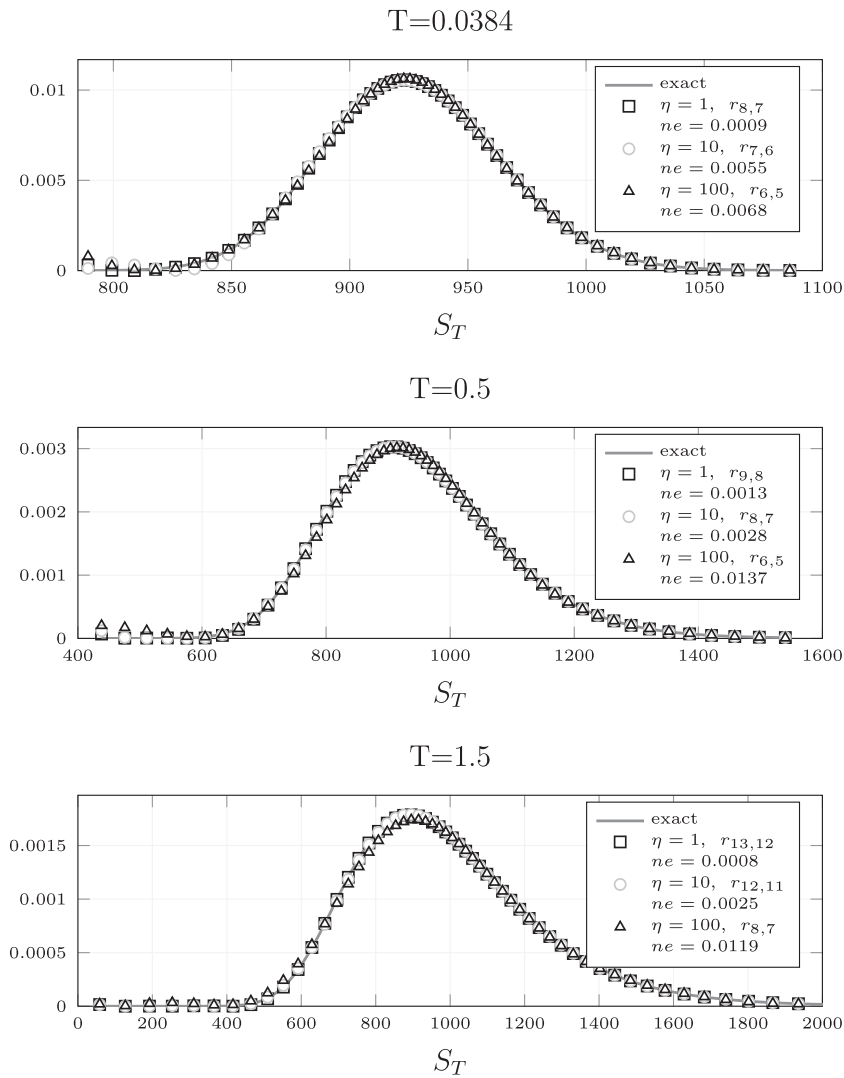 T=0.0384
0.01
0.005
0
800
850
900
950
1000
1050
1100
S_T
exact
η = 1, r_{8,7}
ne = 0.0009
η = 10, r_{7,6}
ne = 0.0055
η = 100, r_{6,5}
ne = 0.0068
T=0.5
0.003
0.002
0.001
0
400
600
800
1000
1200
1400
1600
S_T
exact
η = 1, r_{9,8}
ne = 0.0013
η = 10, r_{8,7}
ne = 0.0028
η = 100, r_{6,5}
ne = 0.0137
T=1.5
0.0015
0.001
0.0005
0
0
200
400
600
800
1000
1200
1400
1600
1800
2000
S_T
exact
η = 1, r_{13,12}
ne = 0.0008
η = 10, r_{12,11}
ne = 0.0025
η = 100, r_{8,7}
ne = 0.0119